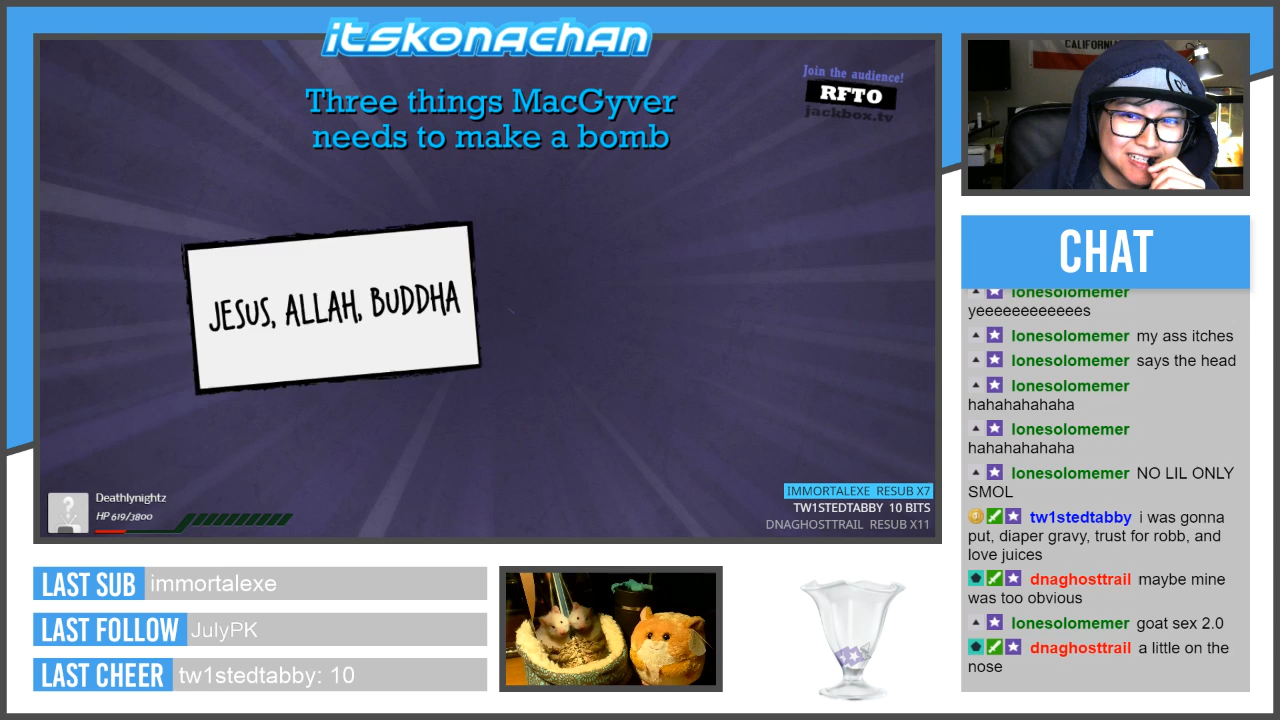 itskonachan
Three things MacGyver
needs to make a bomb
Join the audience!
RFTO
jackbox.tv
JESUS, ALLAH, BUDDHA
Deathlynightz
HP 619/3800
IMMORTALEXE RESUB X7
TW1STEDTABBY 10 BITS
DNAGHOSTTRAIL RESUB X11
CALIFORNIA
CHAT
lonesolomemer
yeeeeeeeeeeees
lonesolomemer my ass itches
lonesolomemer says the head
lonesolomemer
hahahahahaha
lonesolomemer
hahahahahaha
lonesolomemer NO LIL ONLY
SMOL
tw1stedtabby i was gonna
put, diaper gravy, trust for robb, and
love juices
dnaghosttrail maybe mine
was too obvious
lonesolomemer goat sex 2.0
dnaghosttrail a little on the
nose
LAST SUB immortalexe
LAST FOLLOW JulyPK
LAST CHEER tw1stedtabby: 10